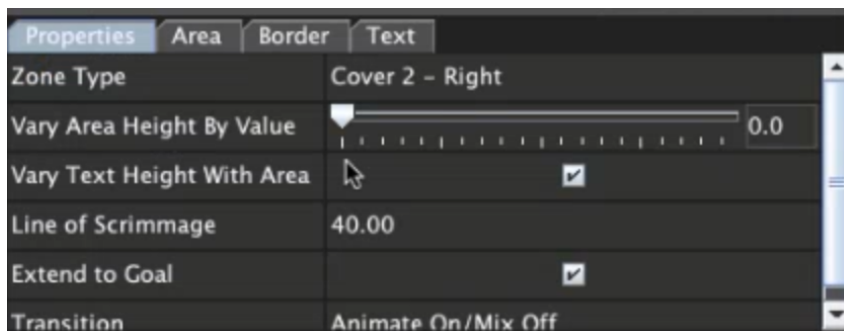 Properties Area Border Text
Zone Type Cover 2 – Right
Vary Area Height By Value 0.0
Vary Text Height With Area
Line of Scrimmage 40.00
Extend to Goal
Transition Animate On/Mix Off